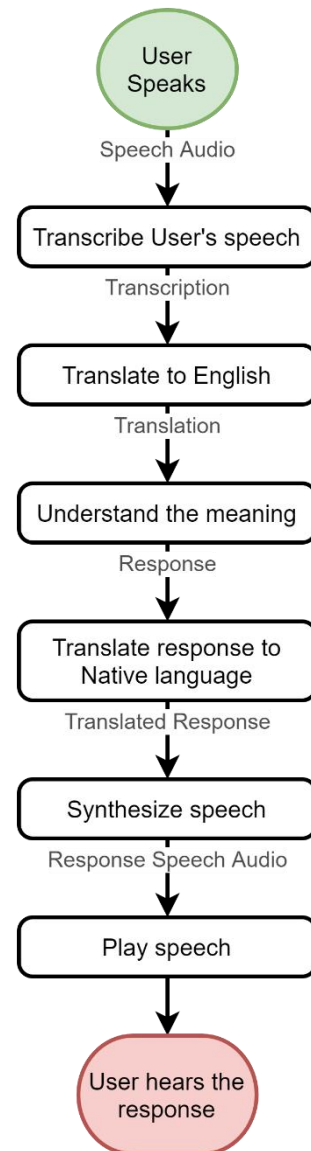 User
Speaks
Speech Audio
Transcribe User's speech
Transcription
Translate to English
Translation
Understand the meaning
Response
Translate response to
Native language
Translated Response
Synthesize speech
Response Speech Audio
Play speech
User hears the
response